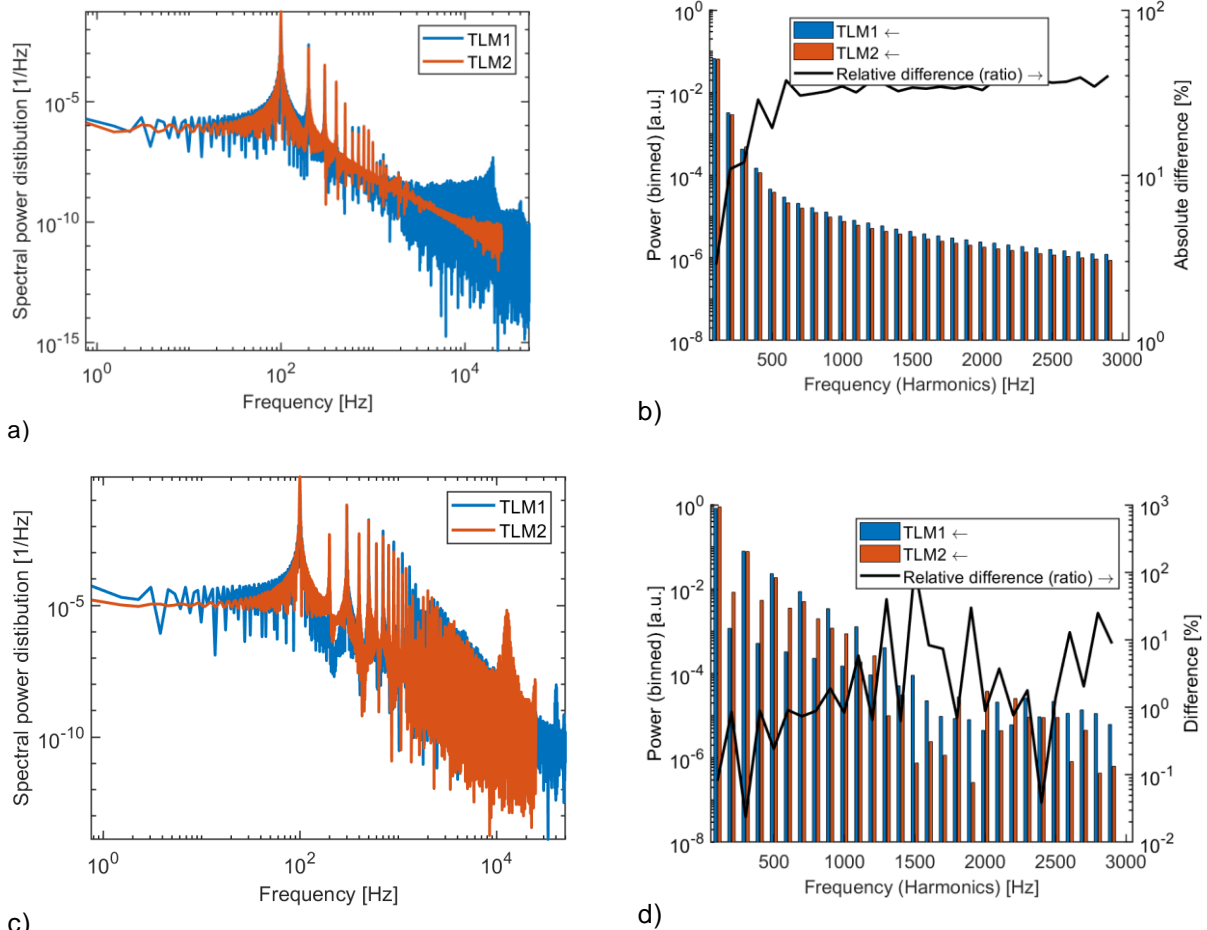 TLM1
TLM2
10^-5
10^-10
10^-15
10^0
10^2
10^4
Spectral power distibution [1/Hz]
Frequency [Hz]
a)
10^0
10^-2
10^-4
10^-6
10^-8
Power (binned) [a.u.]
TLM1 ←
TLM2 ←
Relative difference (ratio) →
10^2
10^1
10^0
Absolute difference [%]
500
1000
1500
2000
2500
3000
Frequency (Harmonics) [Hz]
b)
TLM1
TLM2
10^-5
10^-10
10^0
10^2
10^4
Spectral power distibution [1/Hz]
Frequency [Hz]
c)
10^0
10^-2
10^-4
10^-6
10^-8
Power (binned) [a.u.]
TLM1 ←
TLM2 ←
Relative difference (ratio) →
10^3
10^2
10^1
10^0
10^-1
10^-2
Difference [%]
500
1000
1500
2000
2500
3000
Frequency (Harmonics) [Hz]
d)